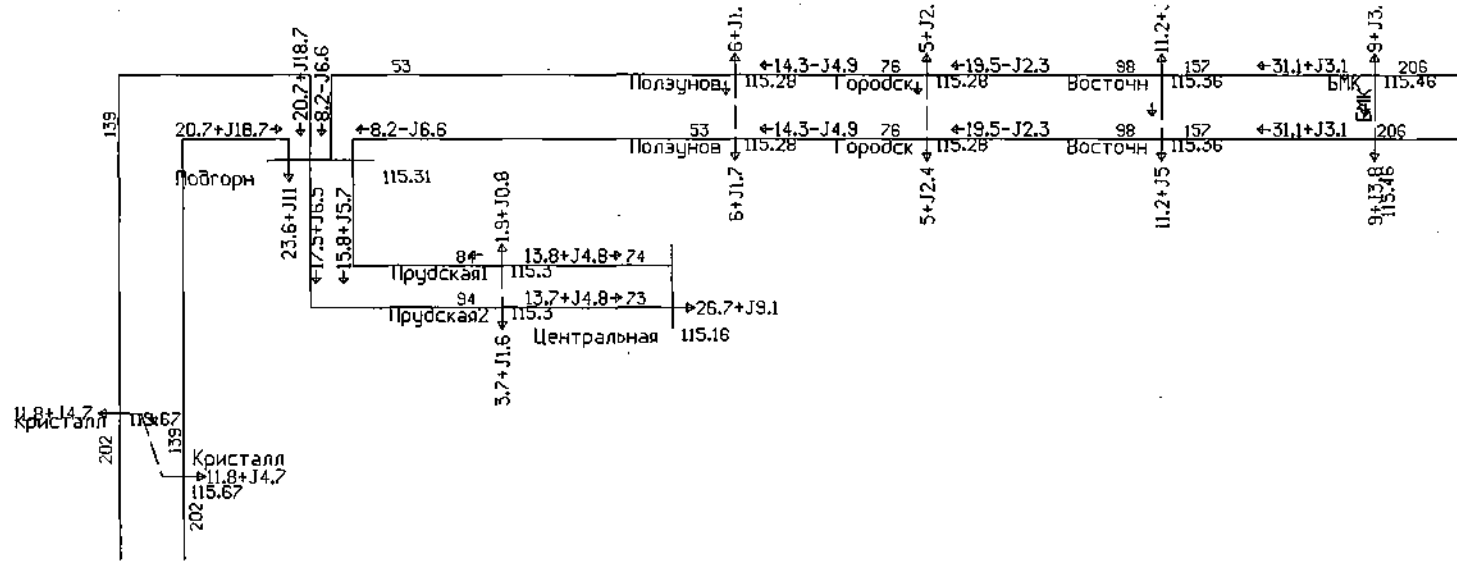 6+J1.
5+J2.
11.2+
9+J3.
53
14.3-J4.9
76
19.5-J2.3
98
157
31.1+J3.1
206
Ползунов
115.28
Городск
115.28
Восточн
115.36
БМК
115.46
БМК
139
20.7+J18.7
8.2-J6.6
20.7+J18.7
8.2-J6.6
53
14.3-J4.9
76
19.5-J2.3
98
157
31.1+J3.1
206
Ползунов
115.28
Городск
115.28
Восточн
115.36
Подгорн
115.31
6+J1.7
5+J2.4
11.2+J5
9+J3.8
115.46
23.6+J11
17.5+J6.5
15.8+J5.7
1.9+J0.8
84
13.8+J4.8
74
Прудская1
115.3
94
13.7+J4.8
73
26.7+J9.1
Прудская2
115.3
Центральная
115.16
3.7+J1.6
11.8+J4.7
Кристалл
202
139
Кристалл
11.8+J4.7
115.67
202